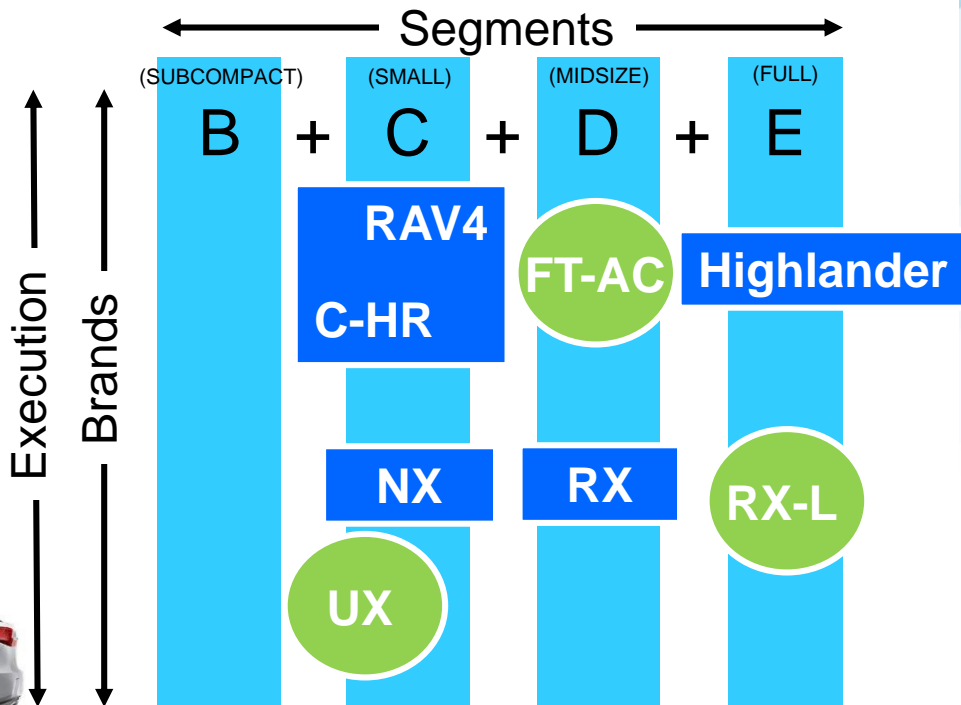 Segments
(SUBCOMPACT) (SMALL) (MIDSIZE) (FULL)
B + C + D + E
Execution
Brands
RAV4
C-HR
FT-AC
Highlander
NX
RX
RX-L
UX